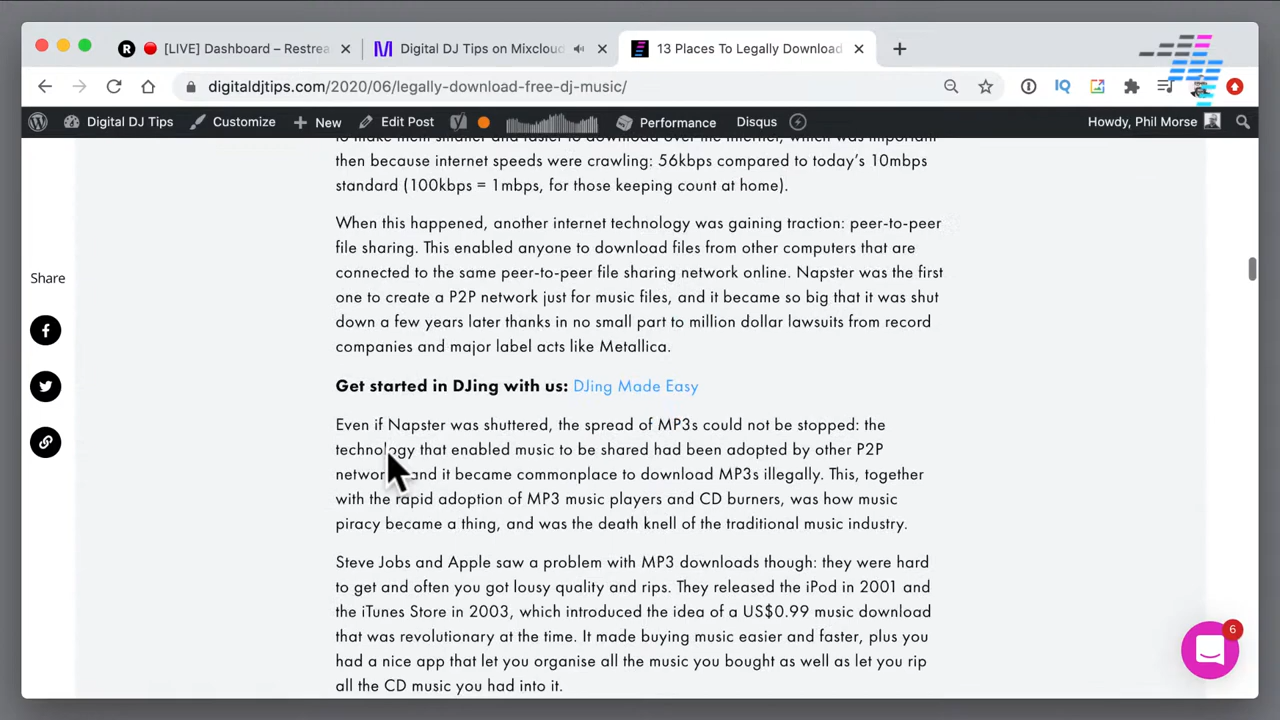 [LIVE] Dashboard – Restrea
Digital DJ Tips on Mixcloud
13 Places To Legally Download
digitaldjtips.com/2020/06/legally-download-free-dj-music/
IQ
Digital DJ Tips
Customize
New
Edit Post
Performance
Disqus
Howdy, Phil Morse
then because internet speeds were crawling: 56kbps compared to today's 10mbps
standard (100kbps = 1mbps, for those keeping count at home).
When this happened, another internet technology was gaining traction: peer-to-peer
file sharing. This enabled anyone to download files from other computers that are
connected to the same peer-to-peer file sharing network online. Napster was the first
one to create a P2P network just for music files, and it became so big that it was shut
down a few years later thanks in no small part to million dollar lawsuits from record
companies and major label acts like Metallica.
Share
Get started in DJing with us: DJing Made Easy
Even if Napster was shuttered, the spread of MP3s could not be stopped: the
technology that enabled music to be shared had been adopted by other P2P
and it became commonplace to download MP3s illegally. This, together
with the rapid adoption of MP3 music players and CD burners, was how music
piracy became a thing, and was the death knell of the traditional music industry.
Steve Jobs and Apple saw a problem with MP3 downloads though: they were hard
to get and often you got lousy quality and rips. They released the iPod in 2001 and
the iTunes Store in 2003, which introduced the idea of a US$0.99 music download
that was revolutionary at the time. It made buying music easier and faster, plus you
had a nice app that let you organise all the music you bought as well as let you rip
all the CD music you had into it.
6